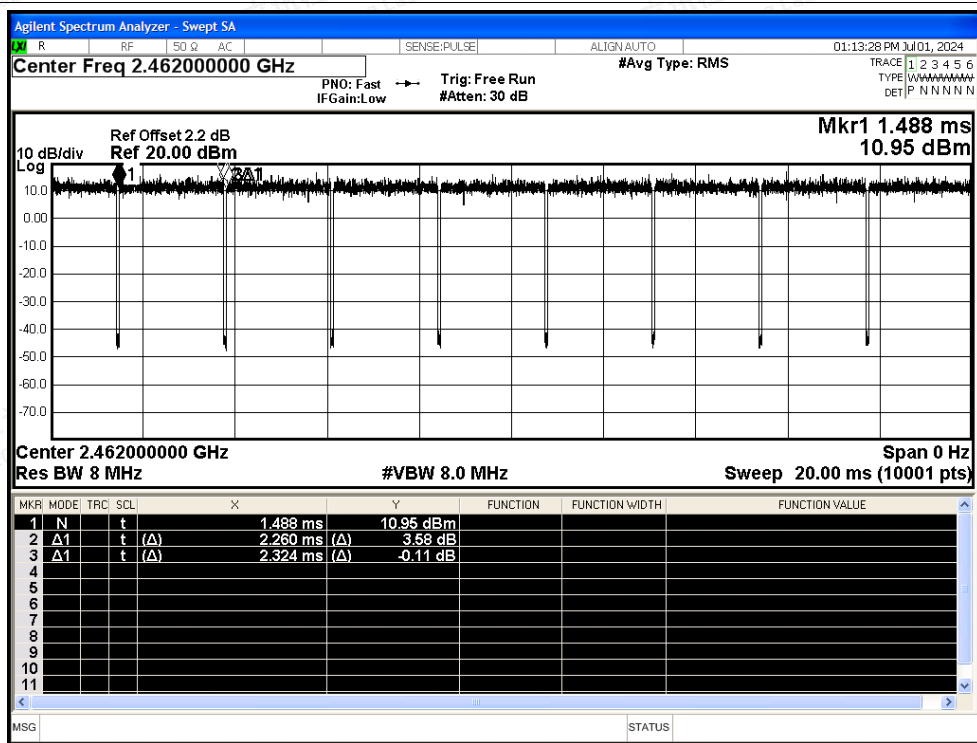 Agilent Spectrum Analyzer - Swept SA
LXI R RF 50 Ω AC SENSE:PULSE ALIGN AUTO 01:13:28 PM Jul 01, 2024
Center Freq 2.462000000 GHz
PNO: Fast
IFGain:Low
Trig: Free Run
#Atten: 30 dB
#Avg Type: RMS
TRACE 1 2 3 4 5 6
TYPE WWWWWW
DET P N N N N N
Mkr1 1.488 ms
10.95 dBm
Ref Offset 2.2 dB
10 dB/div Ref 20.00 dBm
Log
1
3Δ1
10.0
0.00
-10.0
-20.0
-30.0
-40.0
-50.0
-60.0
-70.0
Center 2.462000000 GHz Span 0 Hz
Res BW 8 MHz #VBW 8.0 MHz Sweep 20.00 ms (10001 pts)
MKR MODE TRC SCL X Y FUNCTION FUNCTION WIDTH FUNCTION VALUE
1 N t 1.488 ms 10.95 dBm
2 Δ1 t (Δ) 2.260 ms (Δ) 3.58 dB
3 Δ1 t (Δ) 2.324 ms (Δ) -0.11 dB
4
5
6
7
8
9
10
11
MSG STATUS